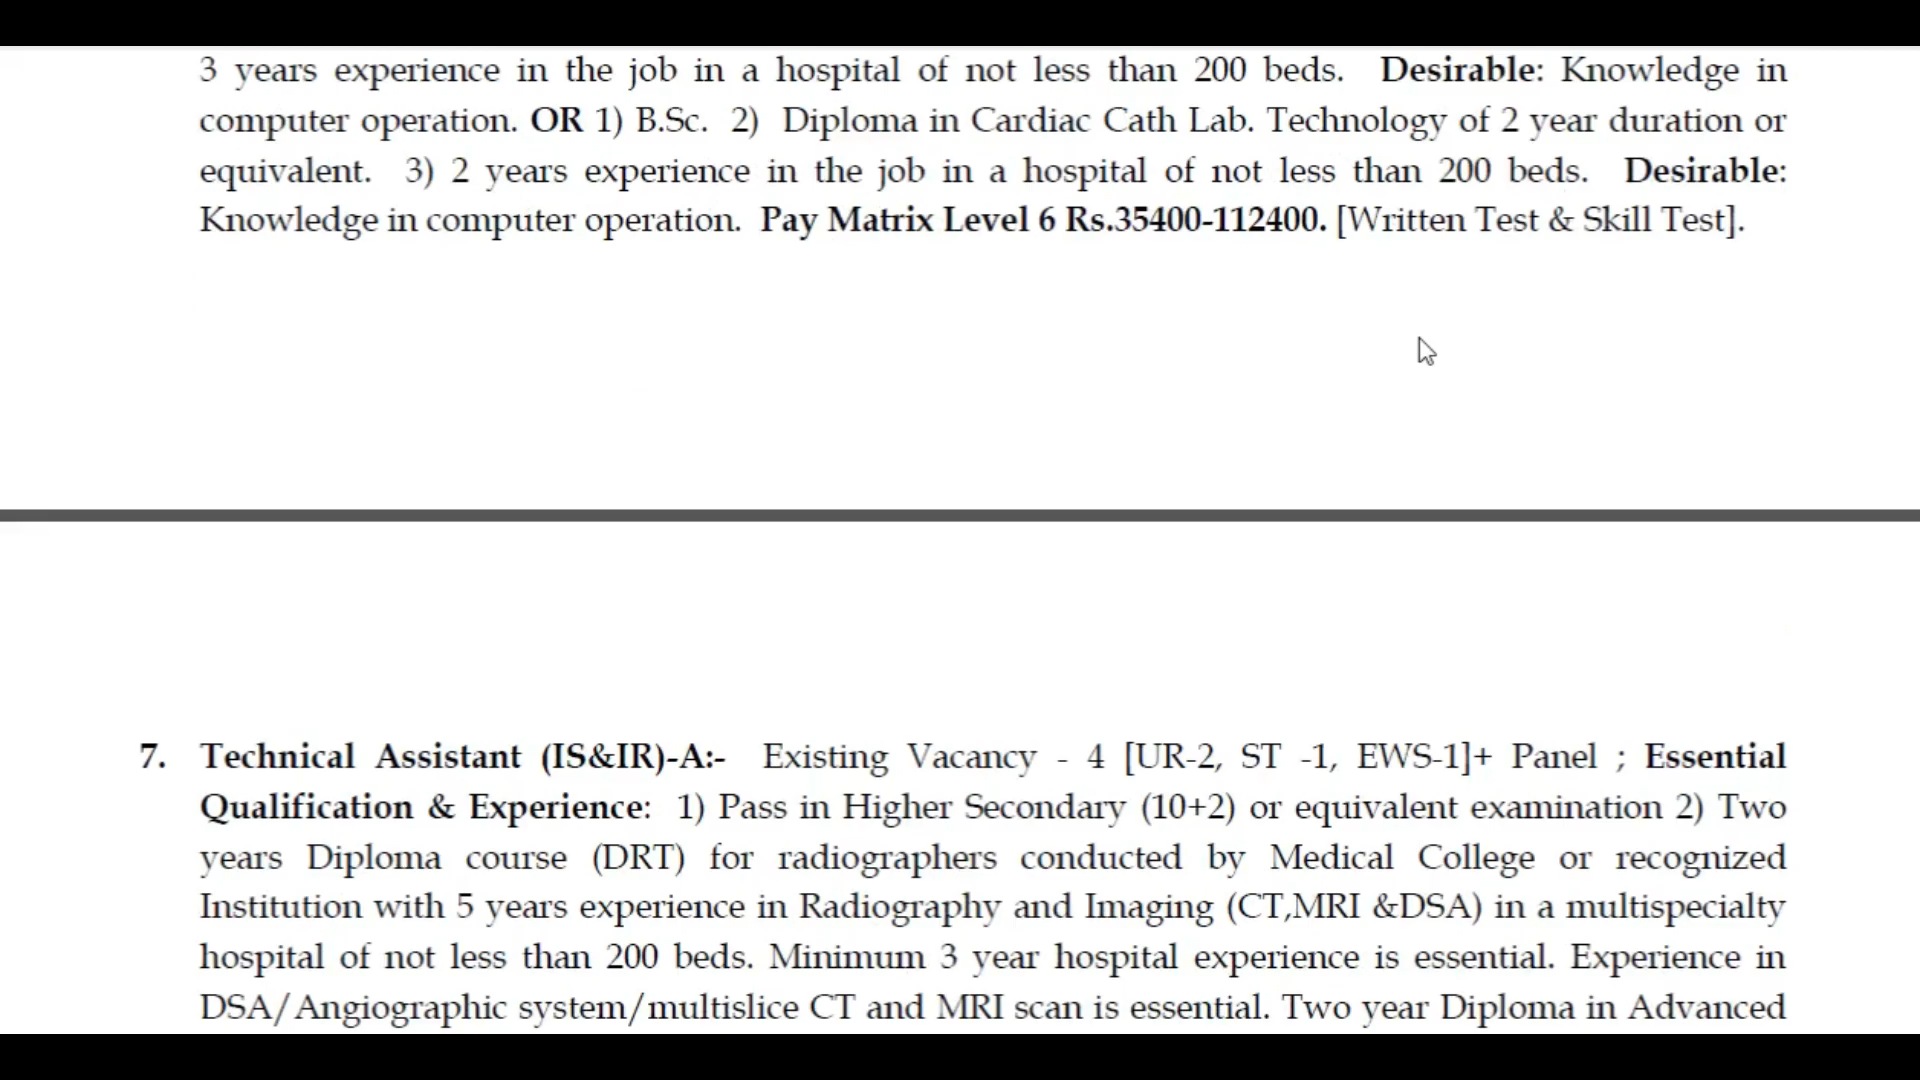 3 years experience in the job in a hospital of not less than 200 beds. Desirable: Knowledge in
computer operation. OR 1) B.Sc. 2) Diploma in Cardiac Cath Lab. Technology of 2 year duration or
equivalent. 3) 2 years experience in the job in a hospital of not less than 200 beds. Desirable:
Knowledge in computer operation. Pay Matrix Level 6 Rs.35400-112400. [Written Test & Skill Test].
7. Technical Assistant (IS&IR)-A:- Existing Vacancy - 4 [UR-2, ST -1, EWS-1]+ Panel ; Essential
Qualification & Experience: 1) Pass in Higher Secondary (10+2) or equivalent examination 2) Two
years Diploma course (DRT) for radiographers conducted by Medical College or recognized
Institution with 5 years experience in Radiography and Imaging (CT,MRI &DSA) in a multispecialty
hospital of not less than 200 beds. Minimum 3 year hospital experience is essential. Experience in
DSA/Angiographic system/multislice CT and MRI scan is essential. Two year Diploma in Advanced